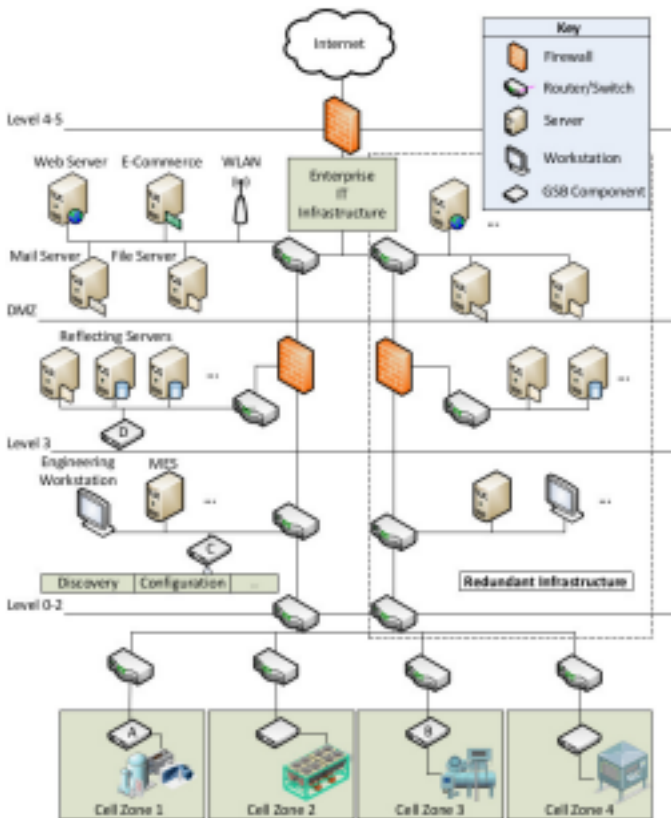 Internet
Key
Firewall
Router/Switch
Server
Workstation
GSB Component
Level 4-5
Web Server
E-Commerce
WLAN
Enterprise
IT
Infrastructure
...
Mail Server
File Server
DMZ
Reflecting Servers
...
...
D
Level 3
Engineering
Workstation
MES
...
...
C
Discovery
Configuration
...
Redundant Infrastructure
Level 0-2
A
B
Cell Zone 1
Cell Zone 2
Cell Zone 3
Cell Zone 4